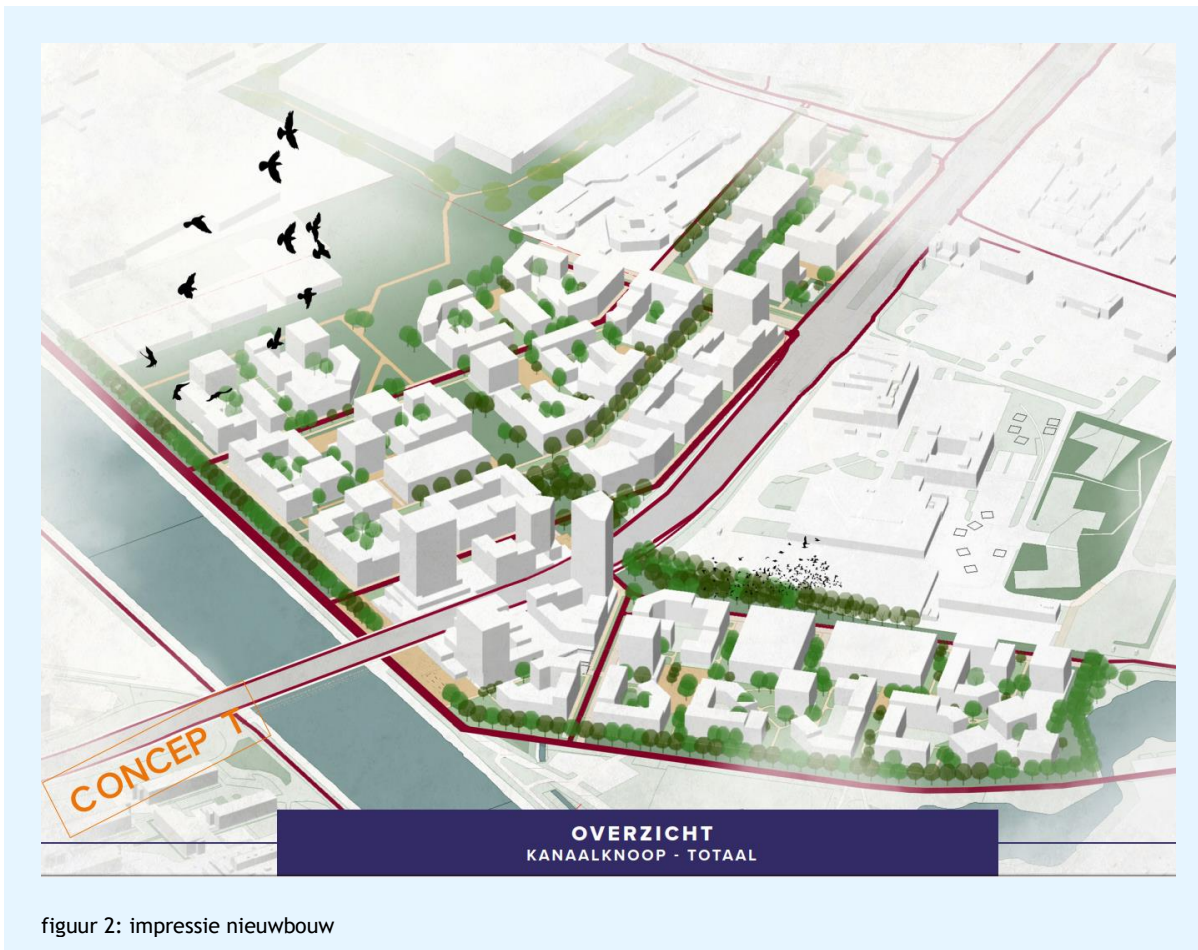 CONCEP T
OVERZICHT
KANAALKNOOP - TOTAAL
figuur 2: impressie nieuwbouw